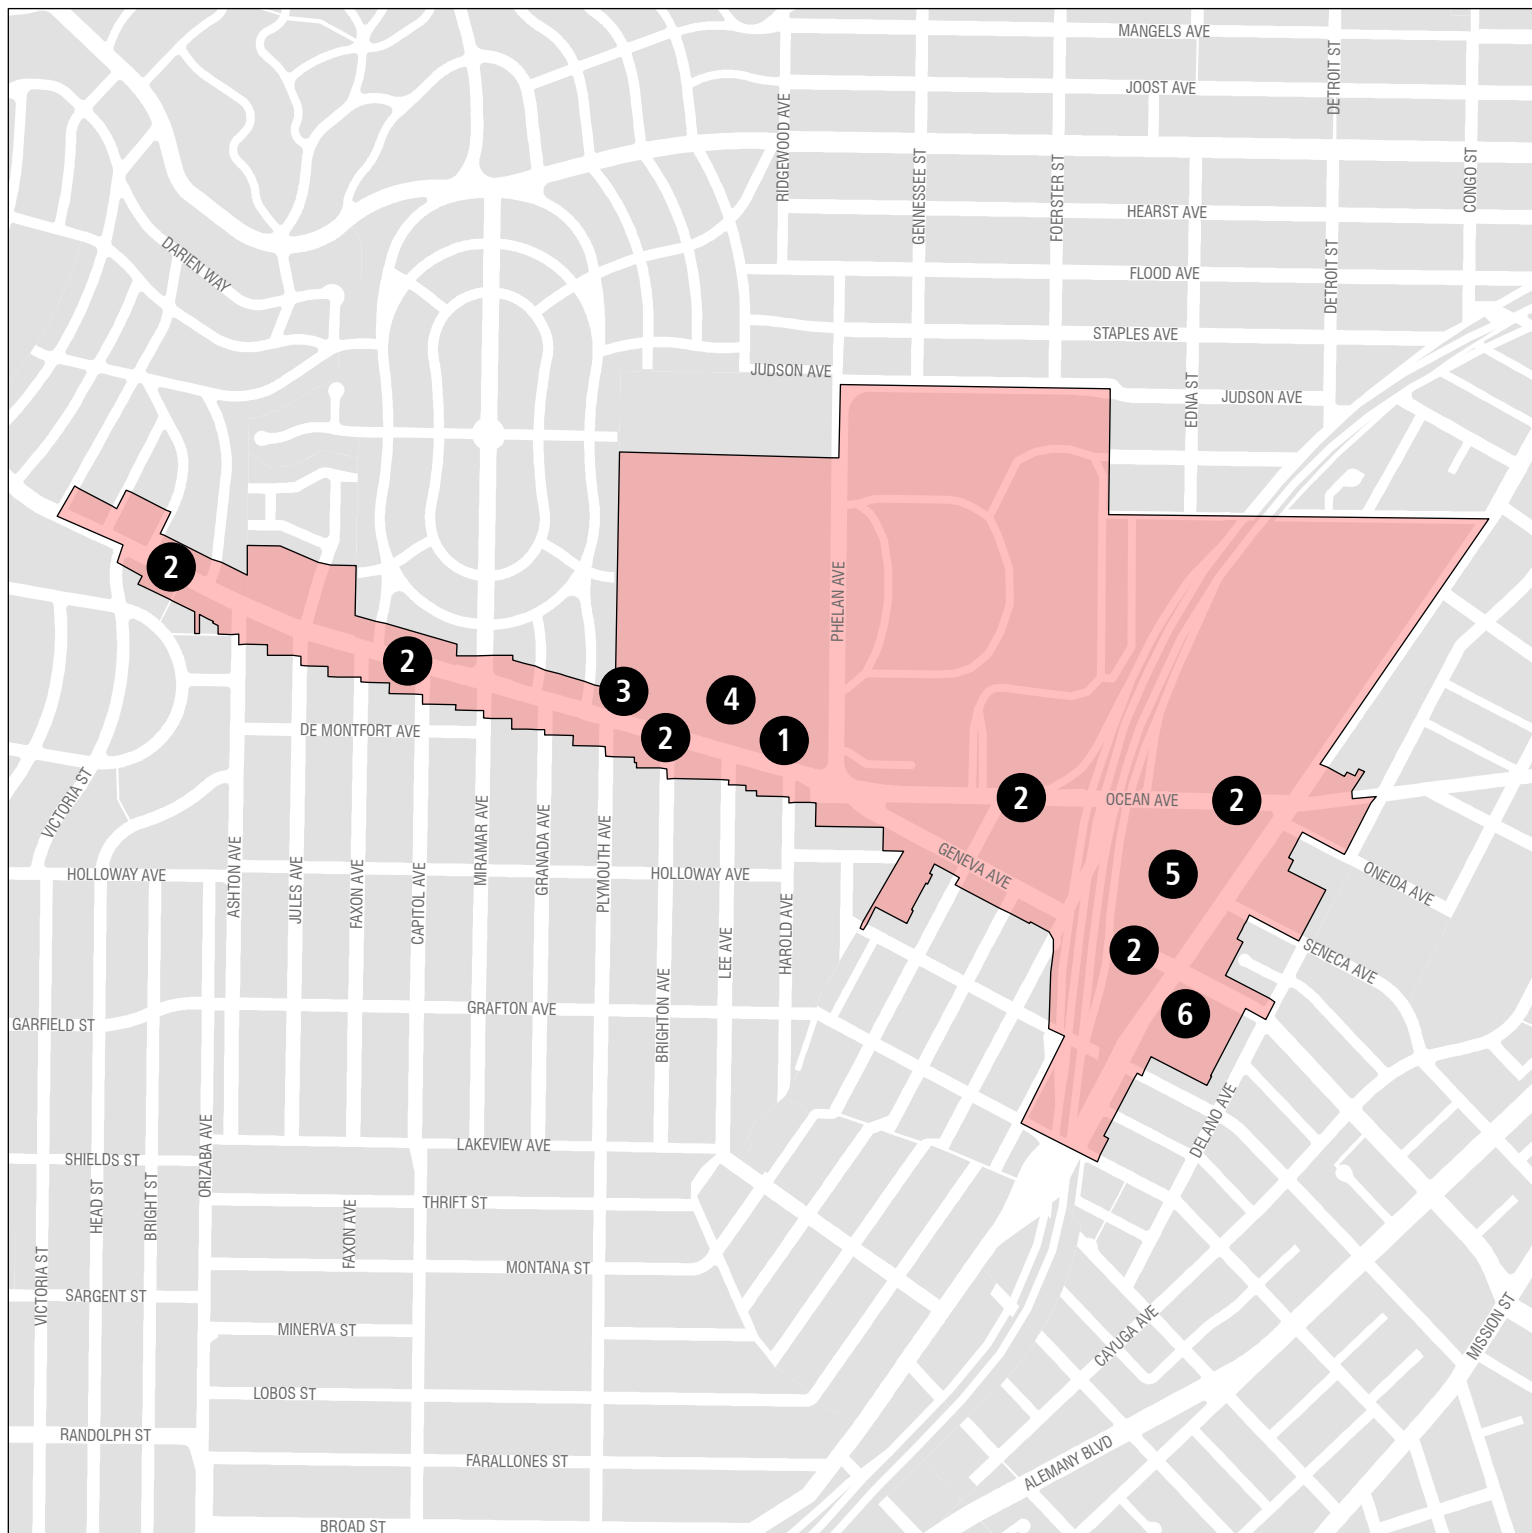 MANGELS AVE
DETROIT ST
JOOST AVE
RIDGEWOOD AVE
GENNESSEE ST
FOERSTER ST
CONGO ST
HEARST AVE
DARIEN WAY
DETROIT ST
FLOOD AVE
STAPLES AVE
JUDSON AVE
EDNA ST
JUDSON AVE
2
PHELAN AVE
2
3
4
2
1
DE MONTFORT AVE
2
OCEAN AVE
2
VICTORIA ST
ASHTON AVE
JULES AVE
FAXON AVE
CAPITOL AVE
MIRAMAR AVE
GRANADA AVE
PLYMOUTH AVE
GENEVA AVE
HOLLOWAY AVE
HOLLOWAY AVE
5
ONEIDA AVE
LEE AVE
HAROLD AVE
2
SENECA AVE
BRIGHTON AVE
GRAFTON AVE
6
GARFIELD ST
DELANO AVE
ORIZABA AVE
LAKEVIEW AVE
SHIELDS ST
HEAD ST
BRIGHT ST
THRIFT ST
FAXON AVE
VICTORIA ST
MONTANA ST
SARGENT ST
MINERVA ST
CAYUGA AVE
MISSION ST
LOBOS ST
RANDOLPH ST
FARALLONES ST
ALEMANY BLVD
BROAD ST